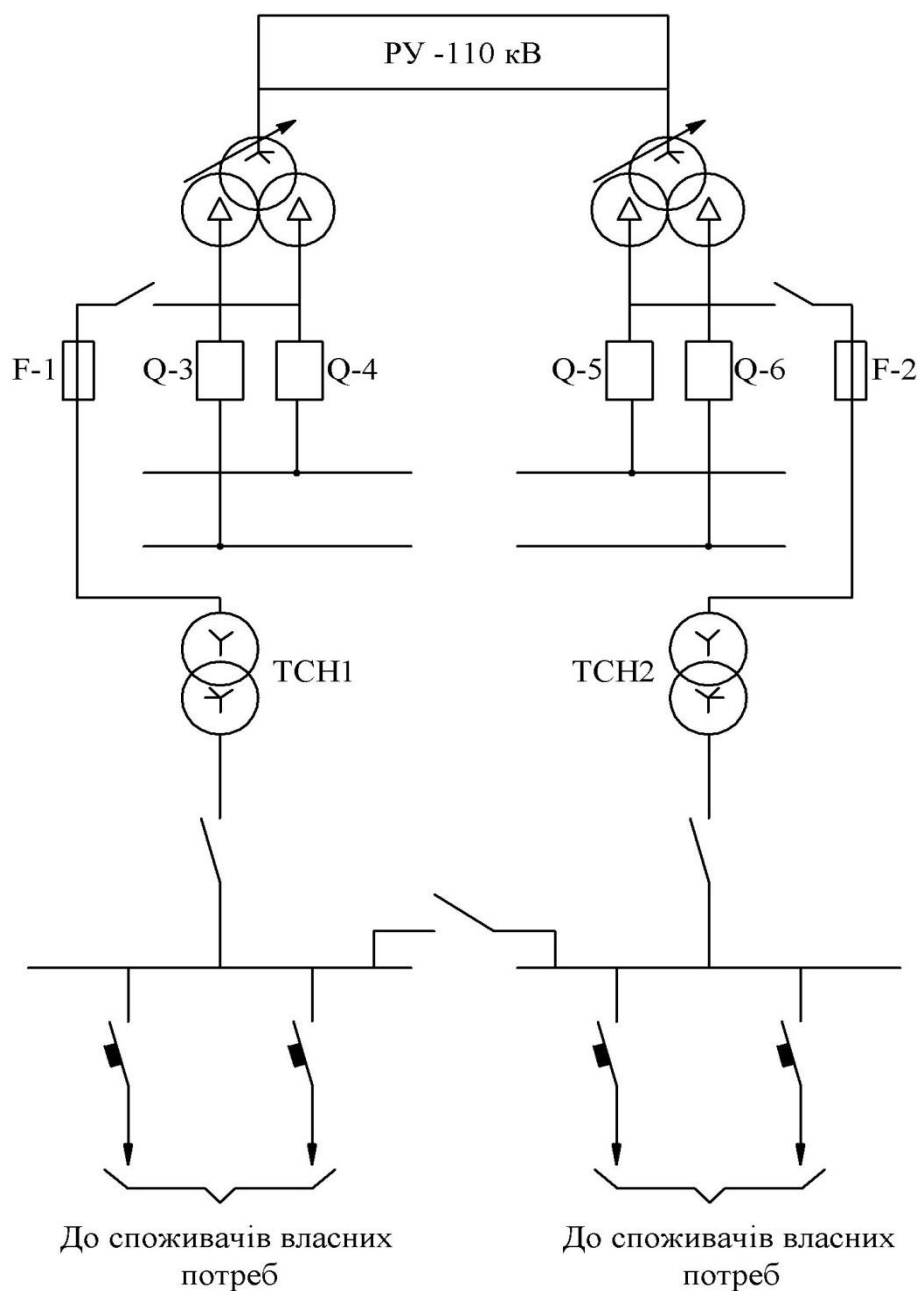 РУ -110 кВ
F-1
Q-3
Q-4
Q-5
Q-6
F-2
ТСН1
ТСН2
До споживачів власних
потреб
До споживачів власних
потреб